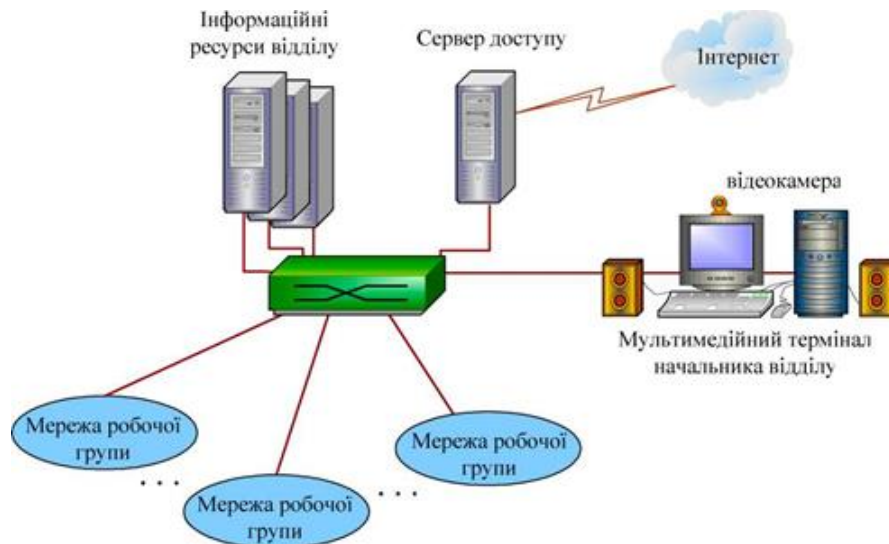 Інформаційні
ресурси відділу
Сервер доступу
Інтернет
відеокамера
Мультимедійний термінал
начальника відділу
Мережа робочої
групи
Мережа робочої
групи
Мережа робочої
групи